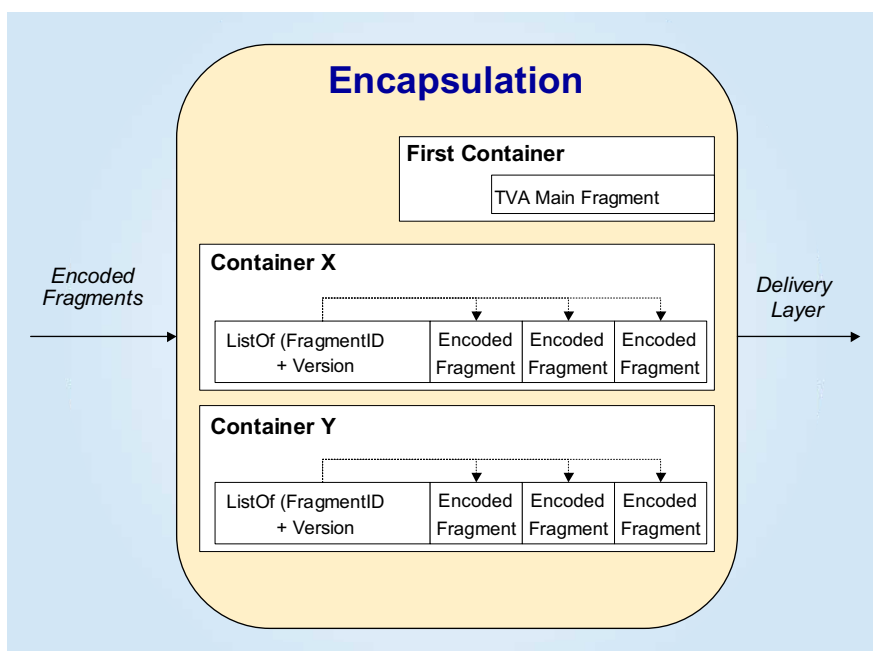 Encapsulation
First Container
TVA Main Fragment
Encoded
Fragments
Container X
ListOf (FragmentID
+ Version
Encoded
Fragment
Encoded
Fragment
Encoded
Fragment
Delivery
Layer
Container Y
ListOf (FragmentID
+ Version
Encoded
Fragment
Encoded
Fragment
Encoded
Fragment